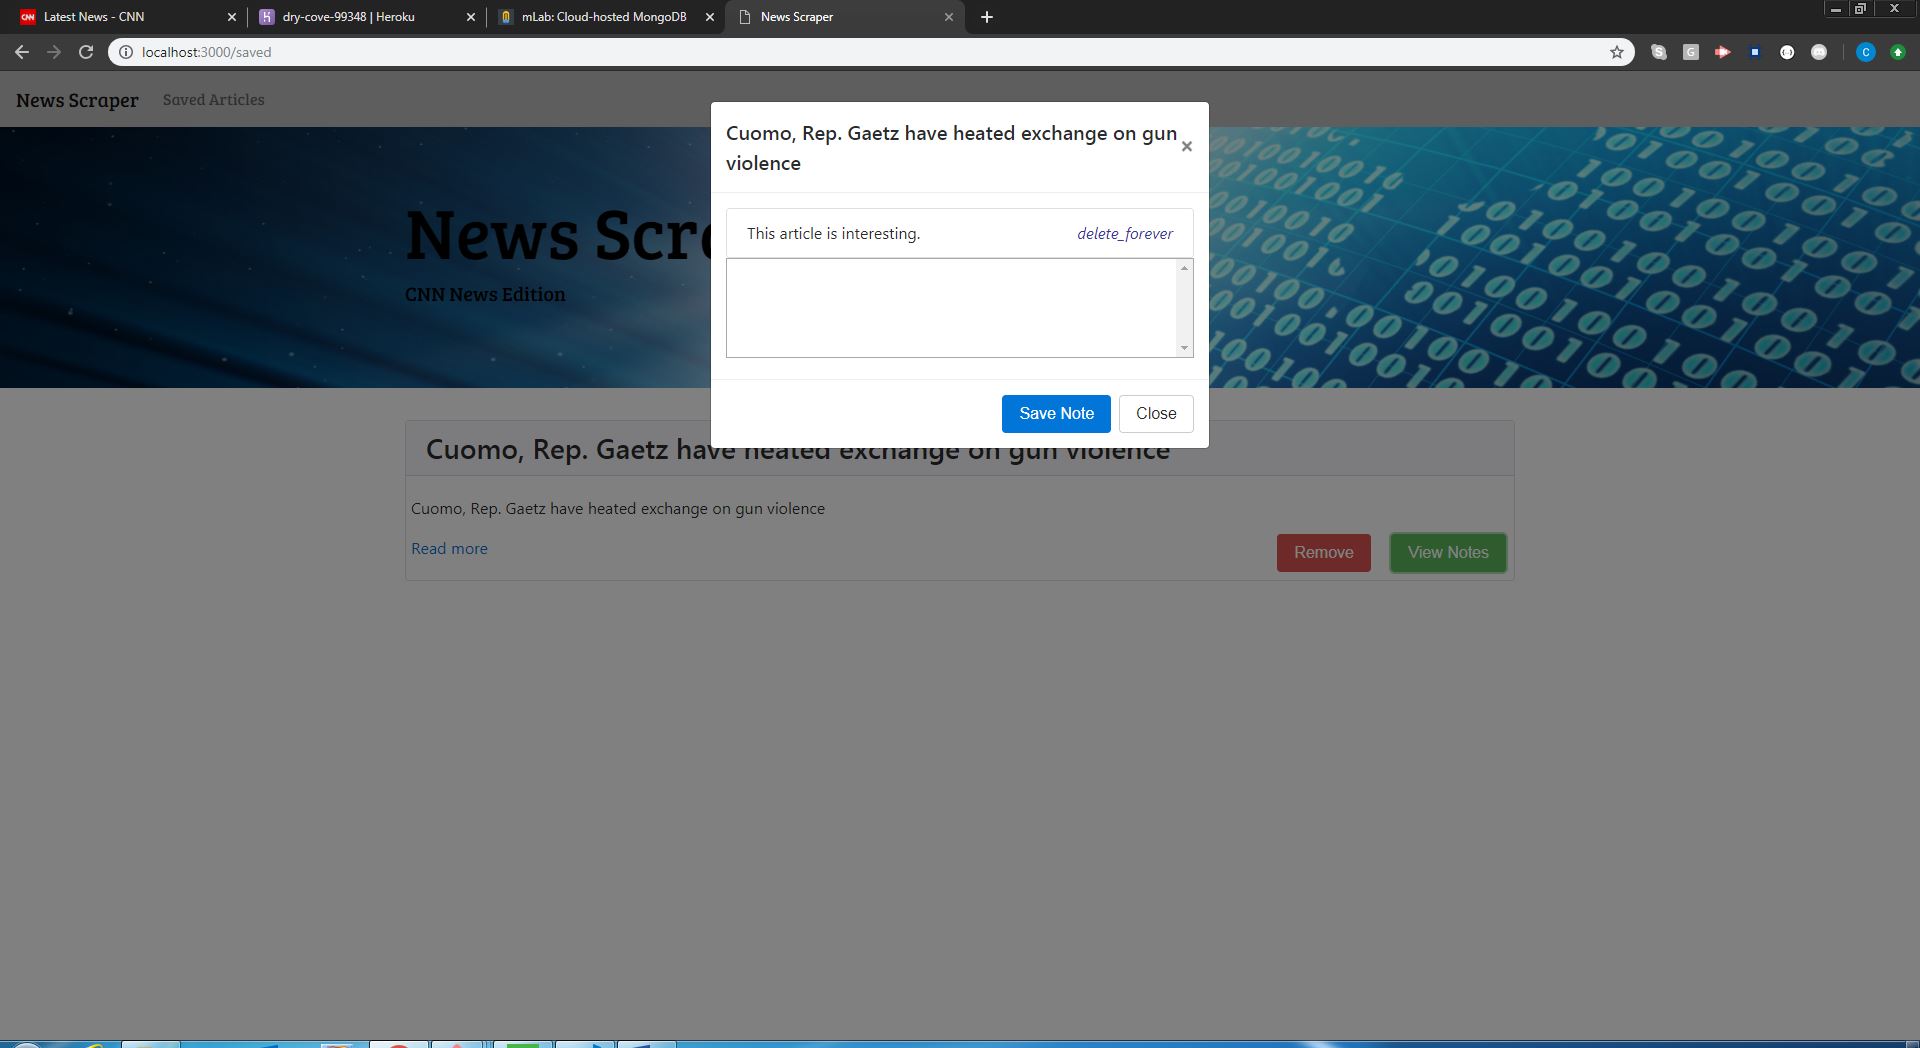 Latest News - CNN
dry-cove-99348 | Heroku
mLab: Cloud-hosted MongoDB
News Scraper
localhost:3000/saved
News Scraper Saved Articles
Cuomo, Rep. Gaetz have heated exchange on gun
violence
This article is interesting. delete_forever
Save Note Close
News Scr
CNN News Edition
Cuomo, Rep. Gaetz have heated exchange on gun violence
Cuomo, Rep. Gaetz have heated exchange on gun violence
Read more
Remove View Notes